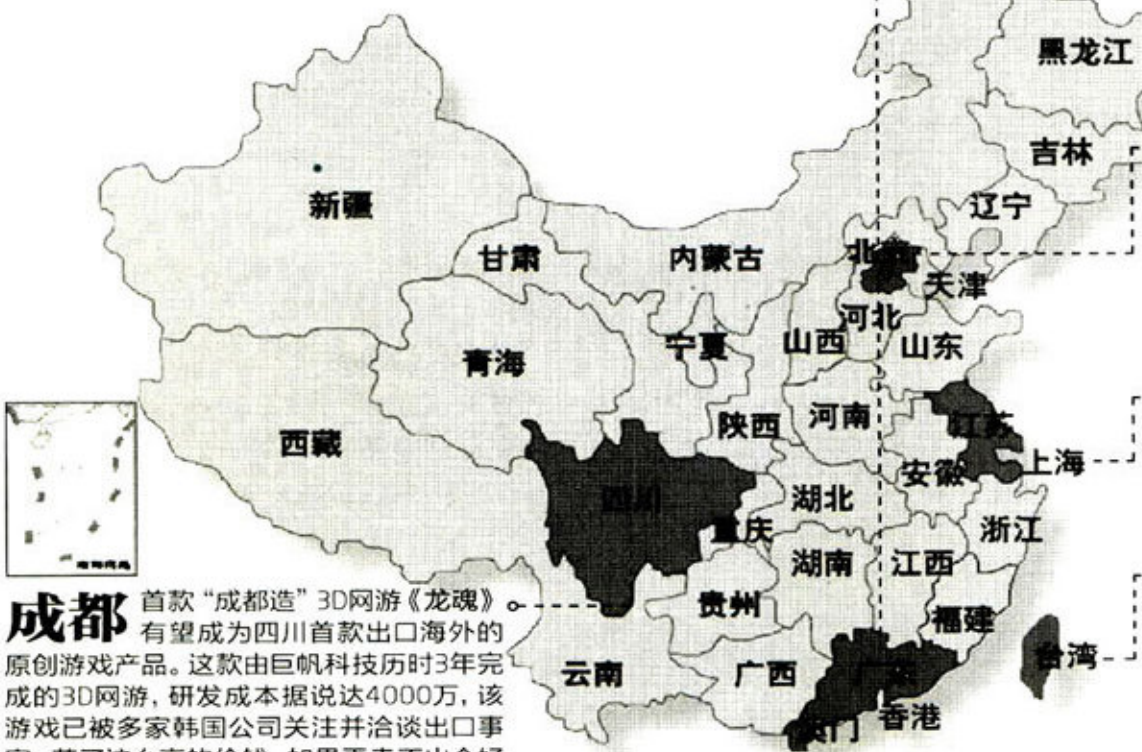 黑龙江
吉林
辽宁
新疆
甘肃
内蒙古
北京
天津
河北
宁夏
山西
山东
青海
陕西
河南
江苏
西藏
安徽
上海
四川
湖北
重庆
浙江
湖南
江西
贵州
福建
台湾
云南
广西
广东
香港
澳门
成都
首款“成都造”3D网游《龙魂》
有望成为四川首款出口海外的
原创游戏产品。这款由巨帆科技历时3年完
成的3D网游,研发成本据说达4000万,该
游戏已被多家韩国公司关注并洽谈出口事